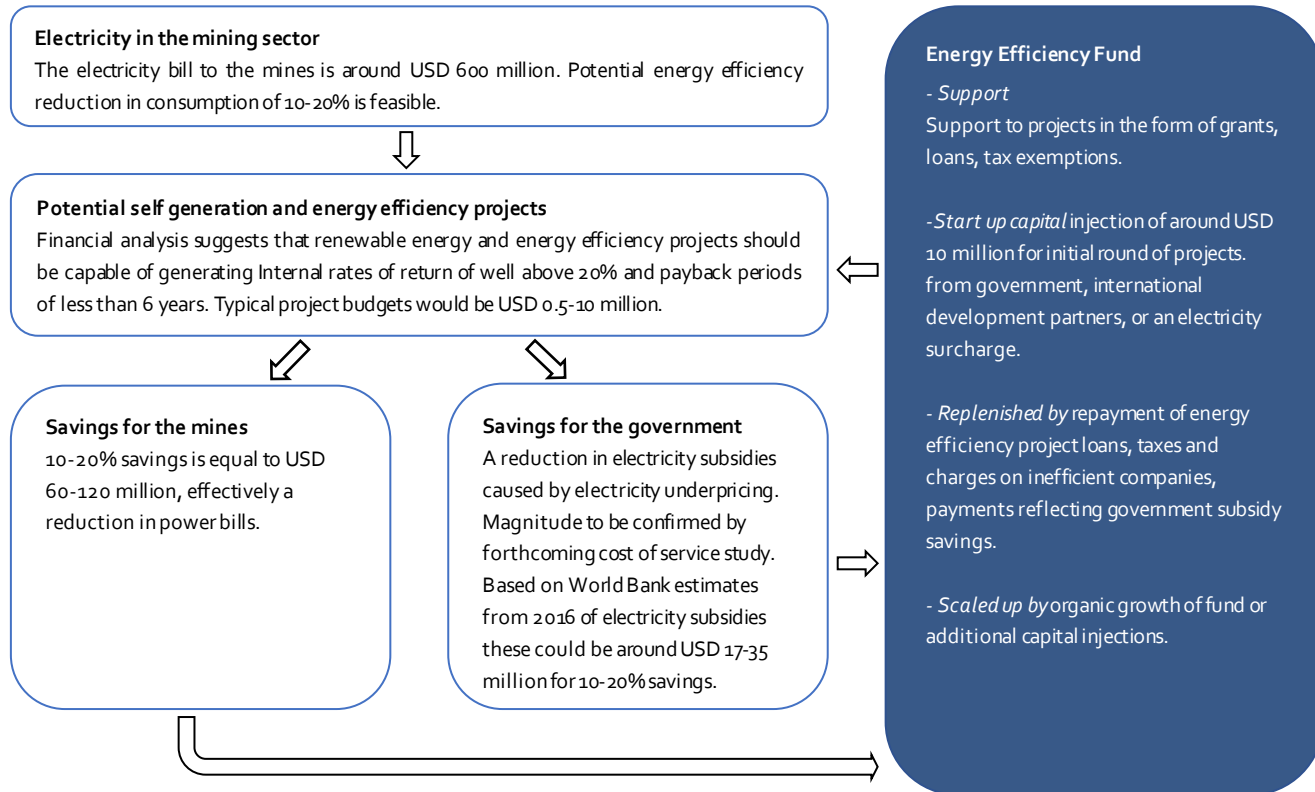 Electricity in the mining sector
The electricity bill to the mines is around USD 600 million. Potential energy efficiency
reduction in consumption of 10-20% is feasible.
Potential self generation and energy efficiency projects
Financial analysis suggests that renewable energy and energy efficiency projects should
be capable of generating Internal rates of return of well above 20% and payback periods
of less than 6 years. Typical project budgets would be USD 0.5-10 million.
Savings for the mines
10-20% savings is equal to USD
60-120 million, effectively a
reduction in power bills.
Savings for the government
A reduction in electricity subsidies
caused by electricity underpricing.
Magnitude to be confirmed by
forthcoming cost of service study.
Based on World Bank estimates
from 2016 of electricity subsidies
these could be around USD 17-35
million for 10-20% savings.
Energy Efficiency Fund
- Support
Support to projects in the form of grants,
loans, tax exemptions.
-Start up capital injection of around USD
10 million for initial round of projects.
from government, international
development partners, or an electricity
surcharge.
- Replenished by repayment of energy
efficiency project loans, taxes and
charges on inefficient companies,
payments reflecting government subsidy
savings.
- Scaled up by organic growth of fund or
additional capital injections.